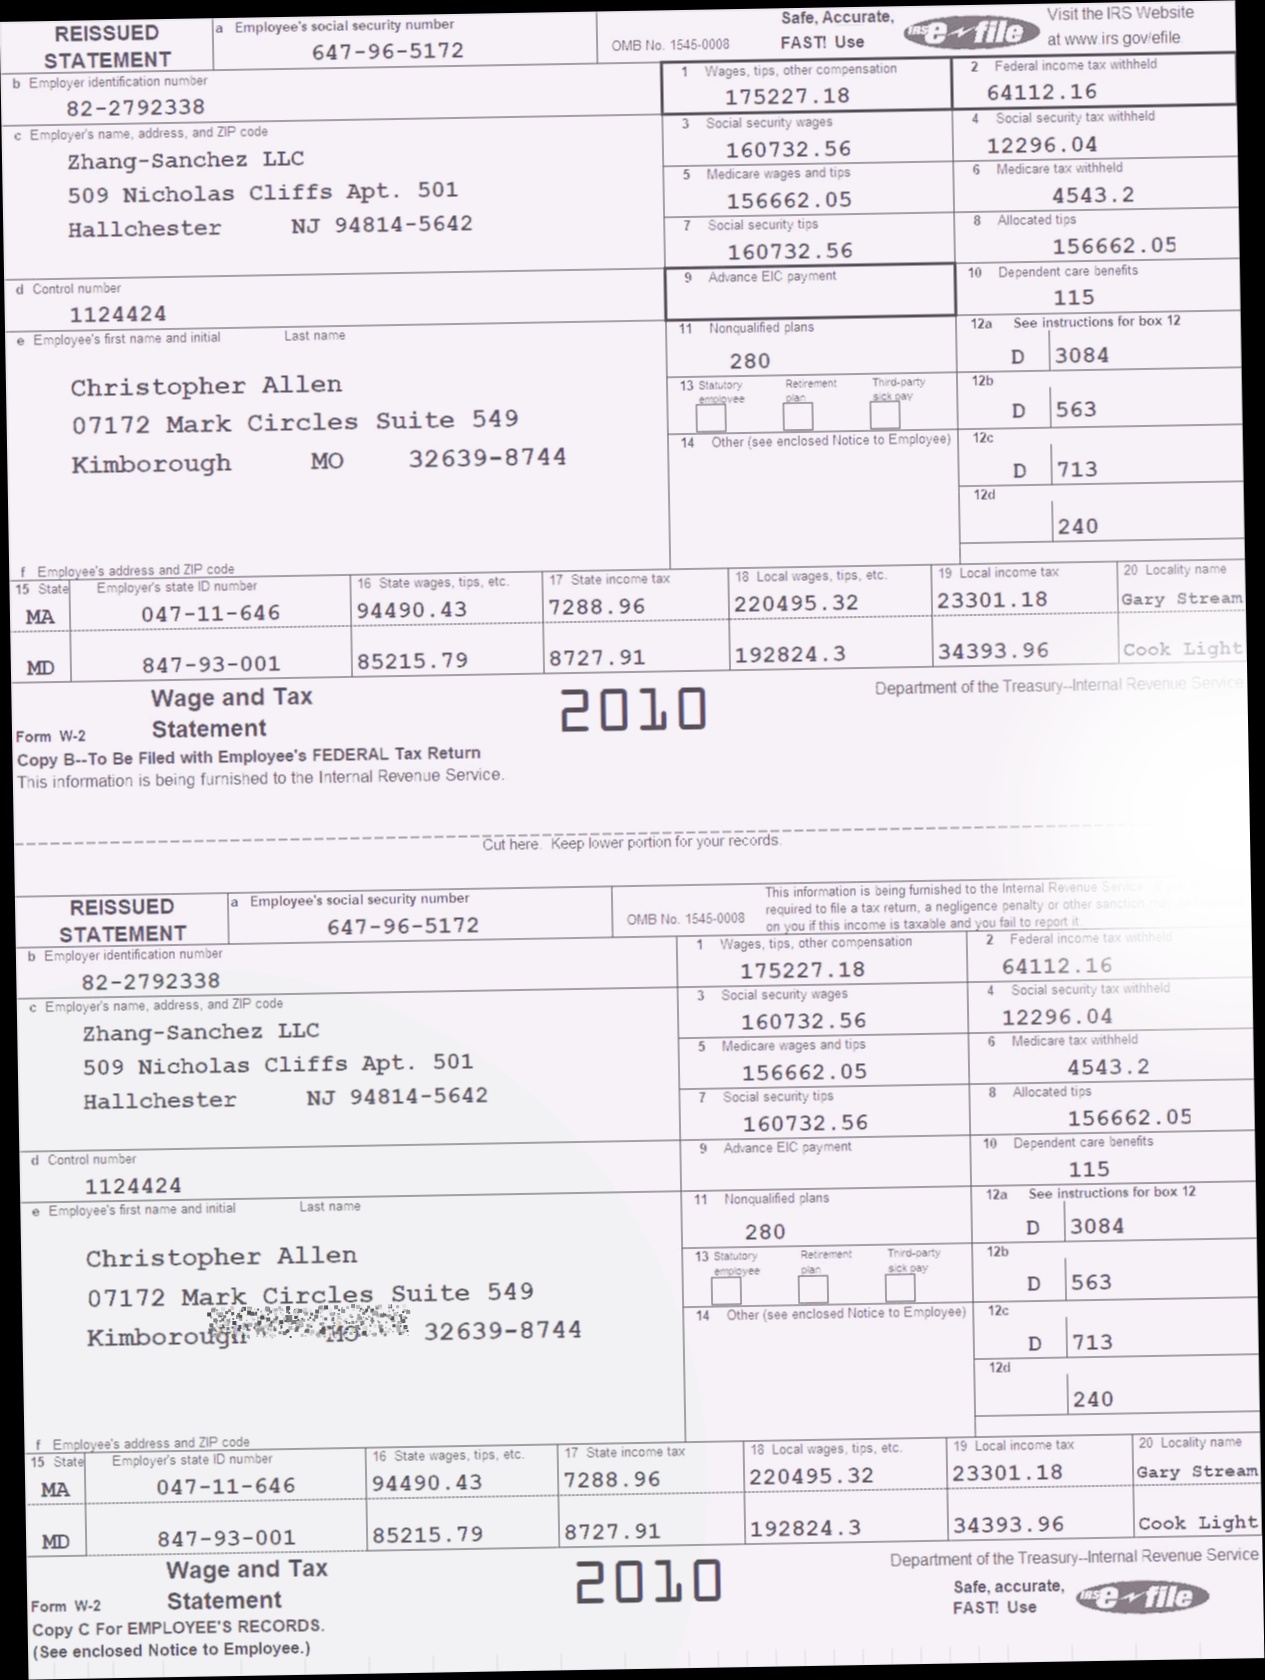 REISSUED STATEMENT
a Employee's social security number
647-96-5172
OMB No. 1545-0008
Safe, Accurate, FAST! Use
IRS e-file
Visit the IRS Website at www irs gov/efile
b Employer identification number
82-2792338
1 Wages, tips, other compensation
175227.18
2 Federal income tax withheld
64112.16
c Employer's name, address, and ZIP code
Zhang-Sanchez LLC
509 Nicholas Cliffs Apt. 501
Hallchester NJ 94814-5642
3 Social security wages
160732.56
4 Social security tax withheld
12296.04
5 Medicare wages and tips
156662.05
6 Medicare tax withheld
4543.2
7 Social security tips
160732.56
8 Allocated tips
156662.05
d Control number
1124424
9 Advance EIC payment
10 Dependent care benefits
115
e Employee's first name and initial Last name
Christopher Allen
07172 Mark Circles Suite 549
Kimborough MO 32639-8744
11 Nonqualified plans
280
12a See instructions for box 12
D 3084
13 Statutory employee Retirement plan Third-party sick pay
12b
D 563
14 Other (see enclosed Notice to Employee)
12c
D 713
12d
240
f Employee's address and ZIP code
15 State Employer's state ID number 16 State wages, tips, etc. 17 State income tax 18 Local wages, tips, etc. 19 Local income tax 20 Locality name
MA 047-11-646 94490.43 7288.96 220495.32 23301.18 Gary Stream
MD 847-93-001 85215.79 8727.91 192824.3 34393.96 Cook Light
Form W-2 Wage and Tax Statement
2010
Department of the Treasury--Internal Revenue Service
Copy B--To Be Filed with Employee's FEDERAL Tax Return
This information is being furnished to the Internal Revenue Service.
Cut here. Keep lower portion for your records.
REISSUED STATEMENT
a Employee's social security number
647-96-5172
OMB No. 1545-0008
This information is being furnished to the Internal Revenue Service
required to file a tax return, a negligence penalty or other sanction
on you if this income is taxable and you fail to report it
b Employer identification number
82-2792338
1 Wages, tips, other compensation
175227.18
2 Federal income tax withheld
64112.16
c Employer's name, address, and ZIP code
Zhang-Sanchez LLC
509 Nicholas Cliffs Apt. 501
Hallchester NJ 94814-5642
3 Social security wages
160732.56
4 Social security tax withheld
12296.04
5 Medicare wages and tips
156662.05
6 Medicare tax withheld
4543.2
7 Social security tips
160732.56
8 Allocated tips
156662.05
d Control number
1124424
9 Advance EIC payment
10 Dependent care benefits
115
e Employee's first name and initial Last name
Christopher Allen
07172 Mark Circles Suite 549
Kimborough MO 32639-8744
11 Nonqualified plans
280
12a See instructions for box 12
D 3084
13 Statutory employee Retirement plan Third-party sick pay
12b
D 563
14 Other (see enclosed Notice to Employee)
12c
D 713
12d
240
f Employee's address and ZIP code
15 State Employer's state ID number 16 State wages, tips, etc. 17 State income tax 18 Local wages, tips, etc. 19 Local income tax 20 Locality name
MA 047-11-646 94490.43 7288.96 220495.32 23301.18 Gary Stream
MD 847-93-001 85215.79 8727.91 192824.3 34393.96 Cook Light
Form W-2 Wage and Tax Statement
2010
Department of the Treasury--Internal Revenue Service
Safe, accurate, FAST! Use
IRS e-file
Copy C For EMPLOYEE'S RECORDS.
(See enclosed Notice to Employee.)